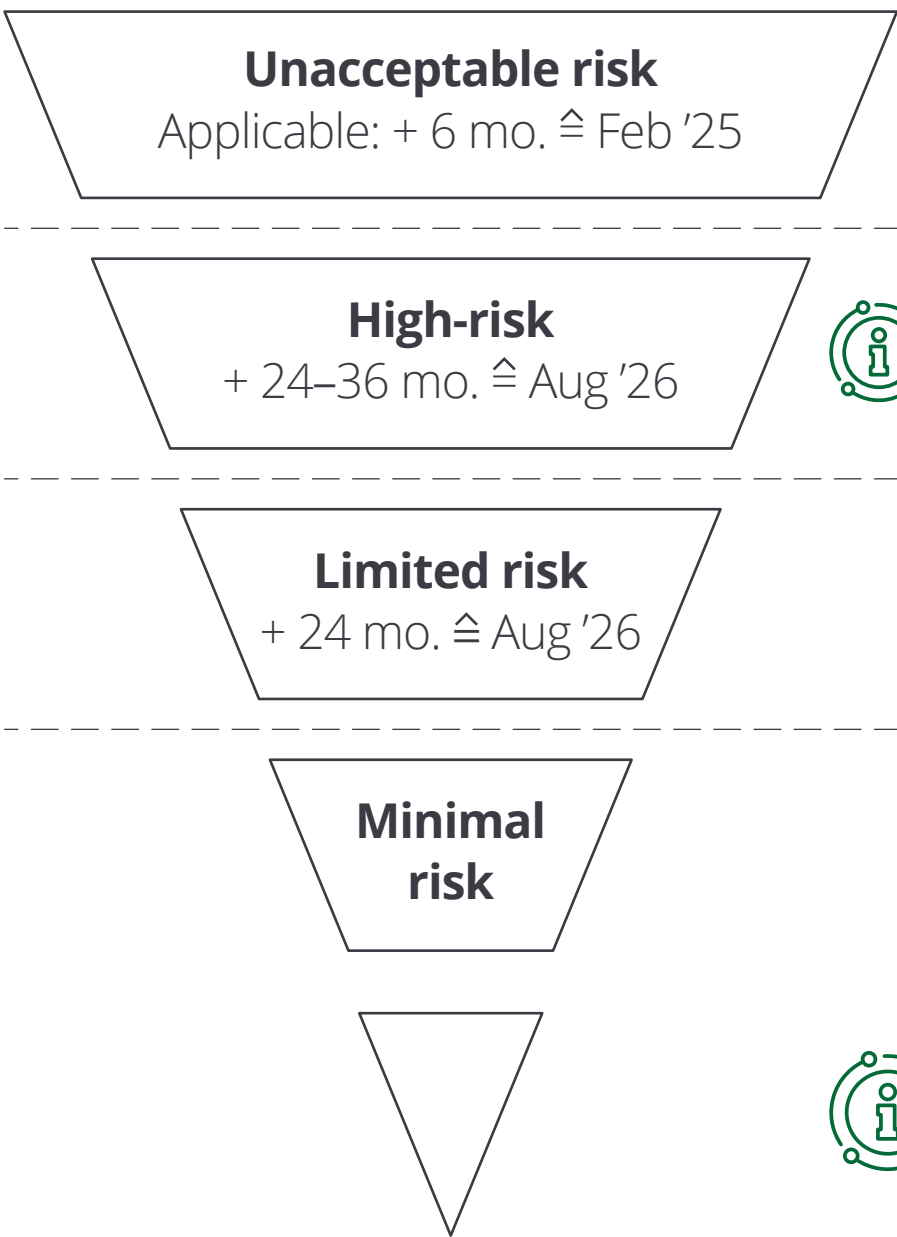 Unacceptable risk
Applicable: + 6 mo. ≙ Feb ’25
High-risk
+ 24–36 mo. ≙ Aug ’26
Limited risk
+ 24 mo. ≙ Aug ’26
Minimal
risk